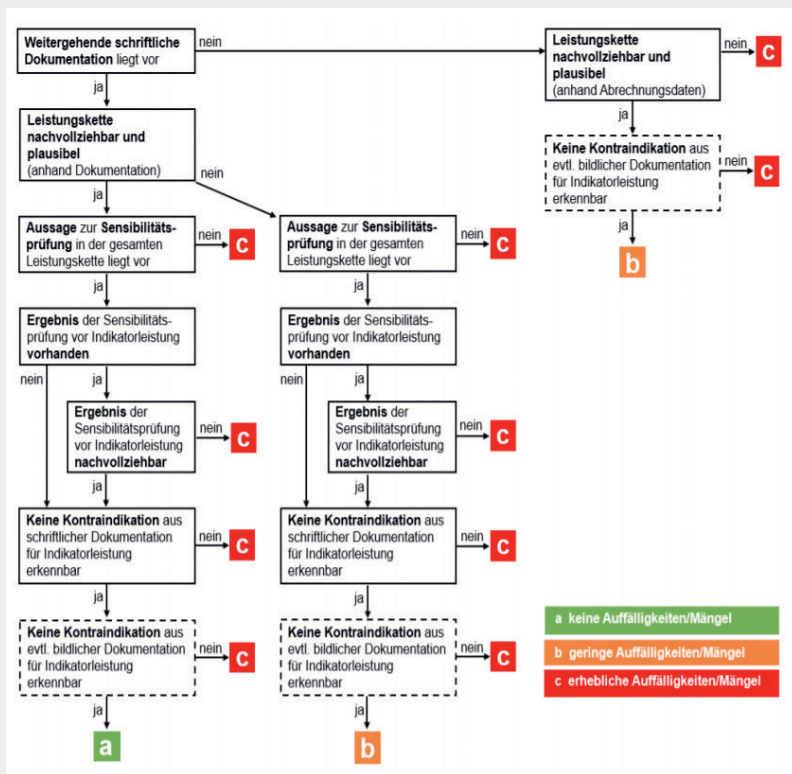 Weitergehende schriftliche
Dokumentation liegt vor
nein
Leistungskette
nachvollziehbar und
plausibel
(anhand Abrechnungsdaten)
nein
c
ja
ja
Leistungskette
nachvollziehbar und
plausibel
(anhand Dokumentation)
nein
Keine Kontraindikation aus
evtl. bildlicher Dokumentation
für Indikatorleistung
erkennbar
nein
c
ja
b
ja
Aussage zur Sensibilitäts-
prüfung in der gesamten
Leistungskette liegt vor
nein
c
Aussage zur Sensibilitäts-
prüfung in der gesamten
Leistungskette liegt vor
nein
c
ja
ja
Ergebnis der Sensibilitäts-
prüfung vor Indikatorleistung
vorhanden
Ergebnis der Sensibilitäts-
prüfung vor Indikatorleistung
vorhanden
nein
ja
nein
ja
Ergebnis der
Sensibilitätsprüfung
vor Indikatorleistung
nachvollziehbar
nein
c
Ergebnis der
Sensibilitätsprüfung
vor Indikatorleistung
nachvollziehbar
nein
c
ja
ja
Keine Kontraindikation aus
schriftlicher Dokumentation
für Indikatorleistung
erkennbar
nein
c
Keine Kontraindikation aus
schriftlicher Dokumentation
für Indikatorleistung
erkennbar
nein
c
ja
ja
Keine Kontraindikation aus
evtl. bildlicher Dokumentation
für Indikatorleistung
erkennbar
nein
c
Keine Kontraindikation aus
evtl. bildlicher Dokumentation
für Indikatorleistung
erkennbar
nein
c
ja
a
ja
b
a keine Auffälligkeiten/Mängel
b geringe Auffälligkeiten/Mängel
c erhebliche Auffälligkeiten/Mängel